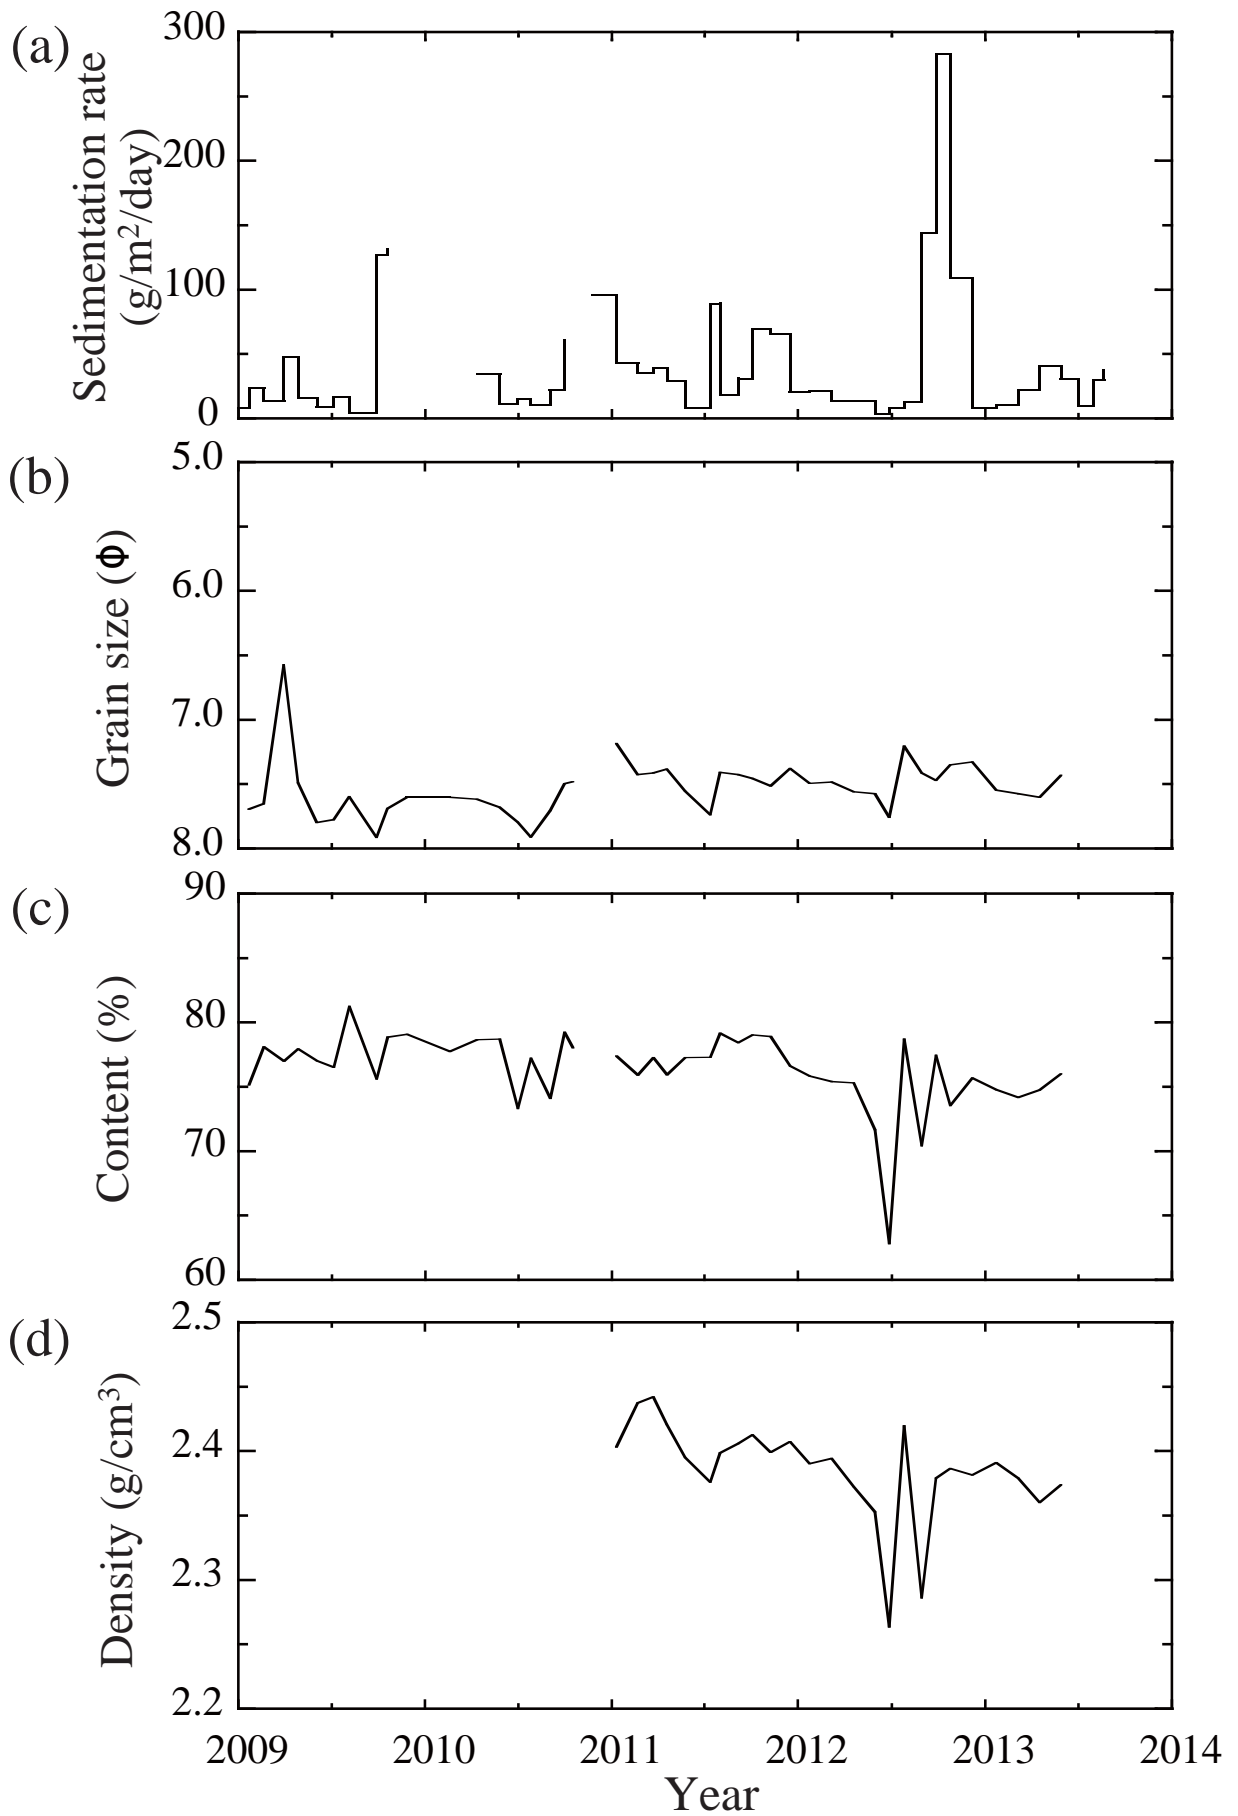 (a)
Sedimentation rate
(g/m²/day)
300
200
100
0
(b)
Grain size (ϕ)
5.0
6.0
7.0
8.0
(c)
Content (%)
90
80
70
60
(d)
Density (g/cm³)
2.5
2.4
2.3
2.2
2009 2010 2011 2012 2013 2014
Year